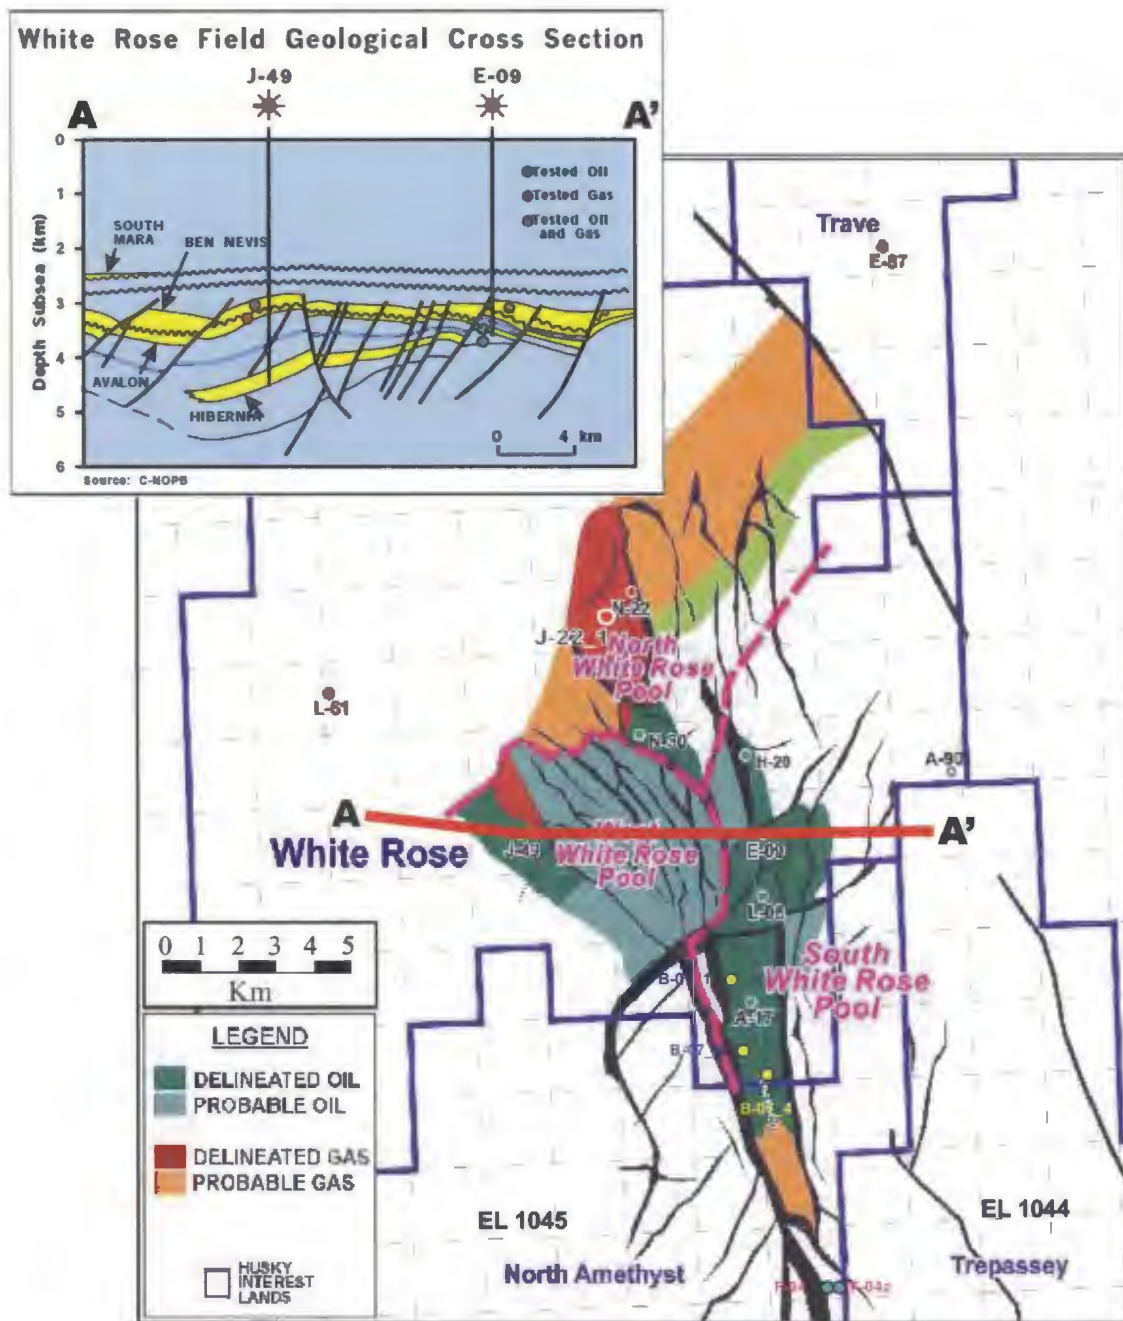 White Rose Field Geological Cross Section
J-49
E-09
A
A'
0
1
2
3
4
5
6
Depth Subsea (km)
Tested Oil
Tested Gas
Tested Oil
and Gas
SOUTH
MARA
BEN NEVIS
AVALON
HIBERNIA
0 4 km
Source: C-NOPB
Trave
E-87
N-22
J-22 1
North
White Rose
Pool
L-61
N-30
H-20
A-90
A
A'
White Rose
J-49
White Rose
Pool
E-09
L-08
South
White Rose
Pool
A-17
B-07 4
0 1 2 3 4 5
Km
LEGEND
DELINEATED OIL
PROBABLE OIL
DELINEATED GAS
PROBABLE GAS
HUSKY
INTEREST
LANDS
EL 1045
EL 1044
North Amethyst
Trepassey